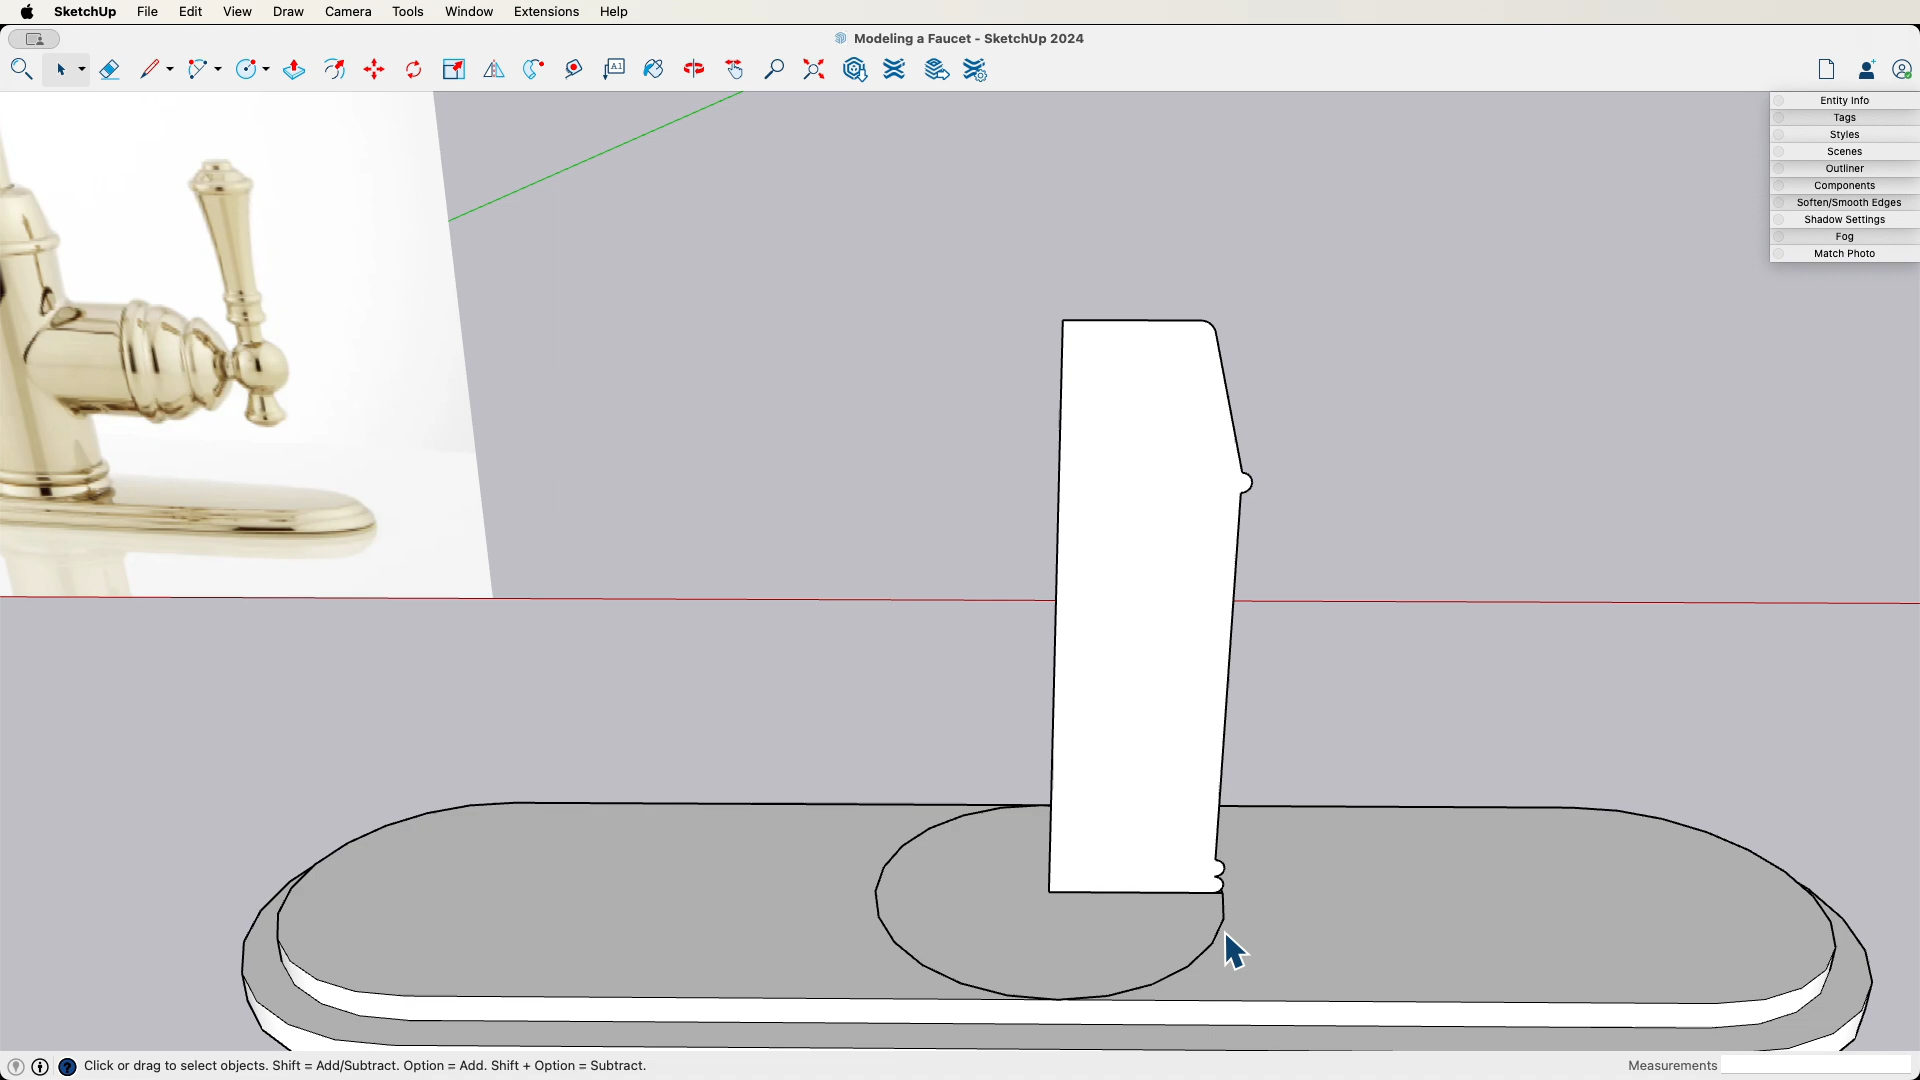 SketchUp File Edit View Draw Camera Tools Window Extensions Help
Modeling a Faucet - SketchUp 2024
A1
Entity Info
Tags
Styles
Scenes
Outliner
Components
Soften/Smooth Edges
Shadow Settings
Fog
Match Photo
Click or drag to select objects. Shift = Add/Subtract. Option = Add. Shift + Option = Subtract.
Measurements